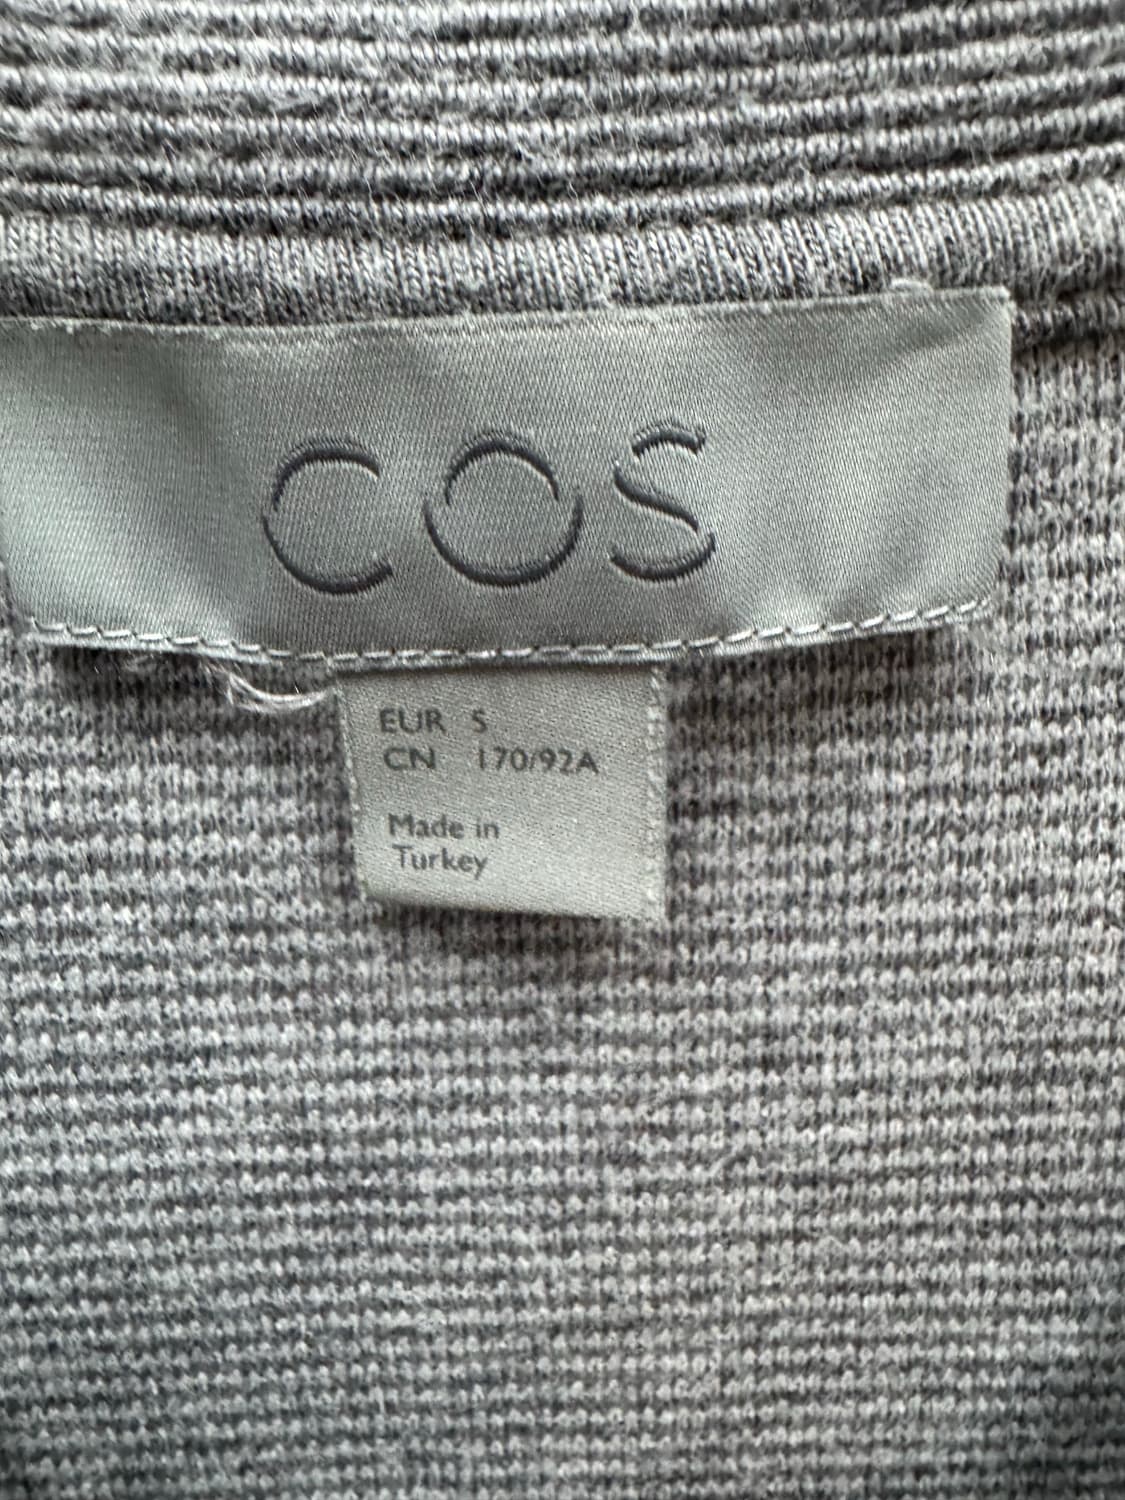 COS
EUR S
CN 170/92A
Made in
Turkey